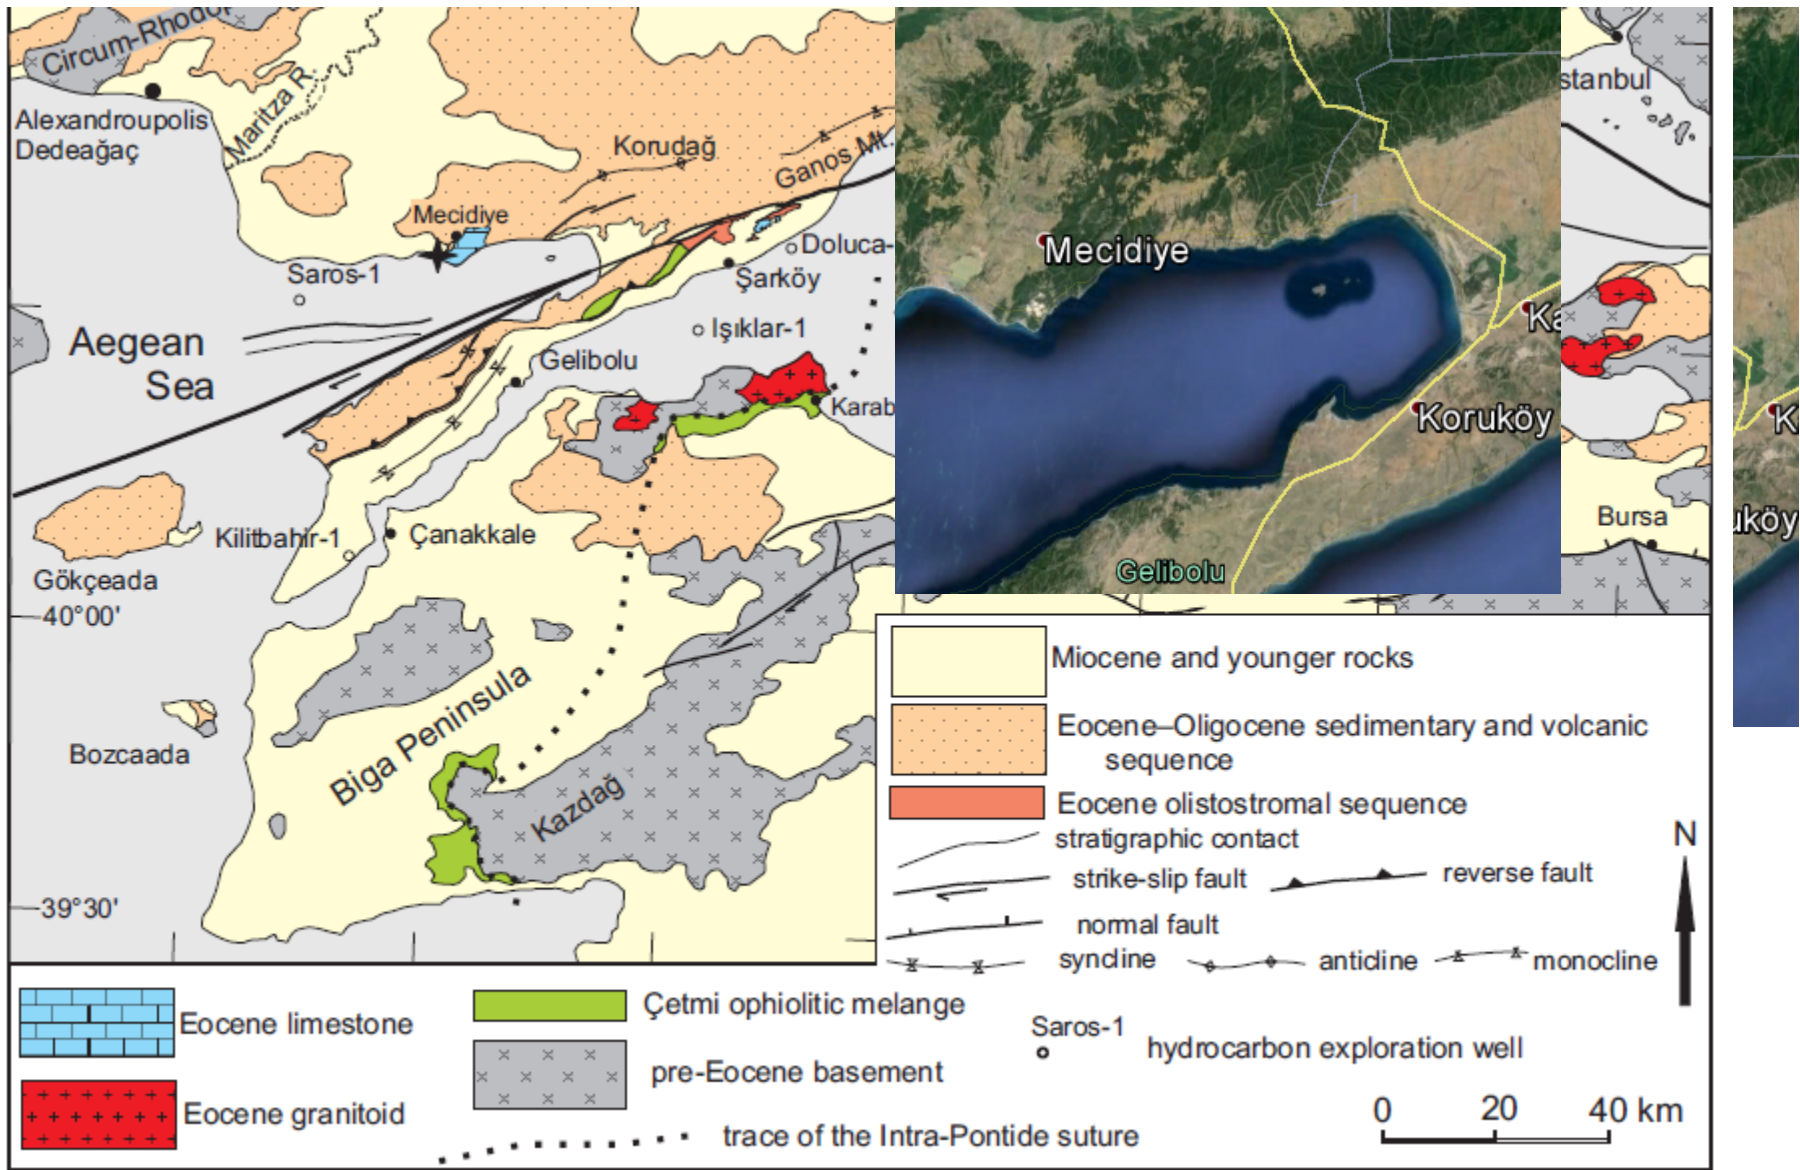 Circum-Rhodop
Maritza R.
Alexandroupolis
Dedeağaç
Korudağ
Ganos Mt.
Mecidiye
Saros-1
Doluca-
Şarköy
Işıklar-1
Aegean
Sea
Gelibolu
Karab
Kilitbahir-1
Çanakkale
Gökçeada
40°00'
Bozcaada
Biga Peninsula
Kazdağ
39°30'
Mecidiye
Ka
Koruköy
Gelibolu
stanbul
Bursa
K
ıköy
Miocene and younger rocks
Eocene–Oligocene sedimentary and volcanic
sequence
Eocene olistostromal sequence
stratigraphic contact
strike-slip fault
reverse fault
normal fault
syncline
anticline
monocline
N
Eocene limestone
Eocene granitoid
Çetmi ophiolitic melange
pre-Eocene basement
trace of the Intra-Pontide suture
Saros-1
hydrocarbon exploration well
0 20 40 km